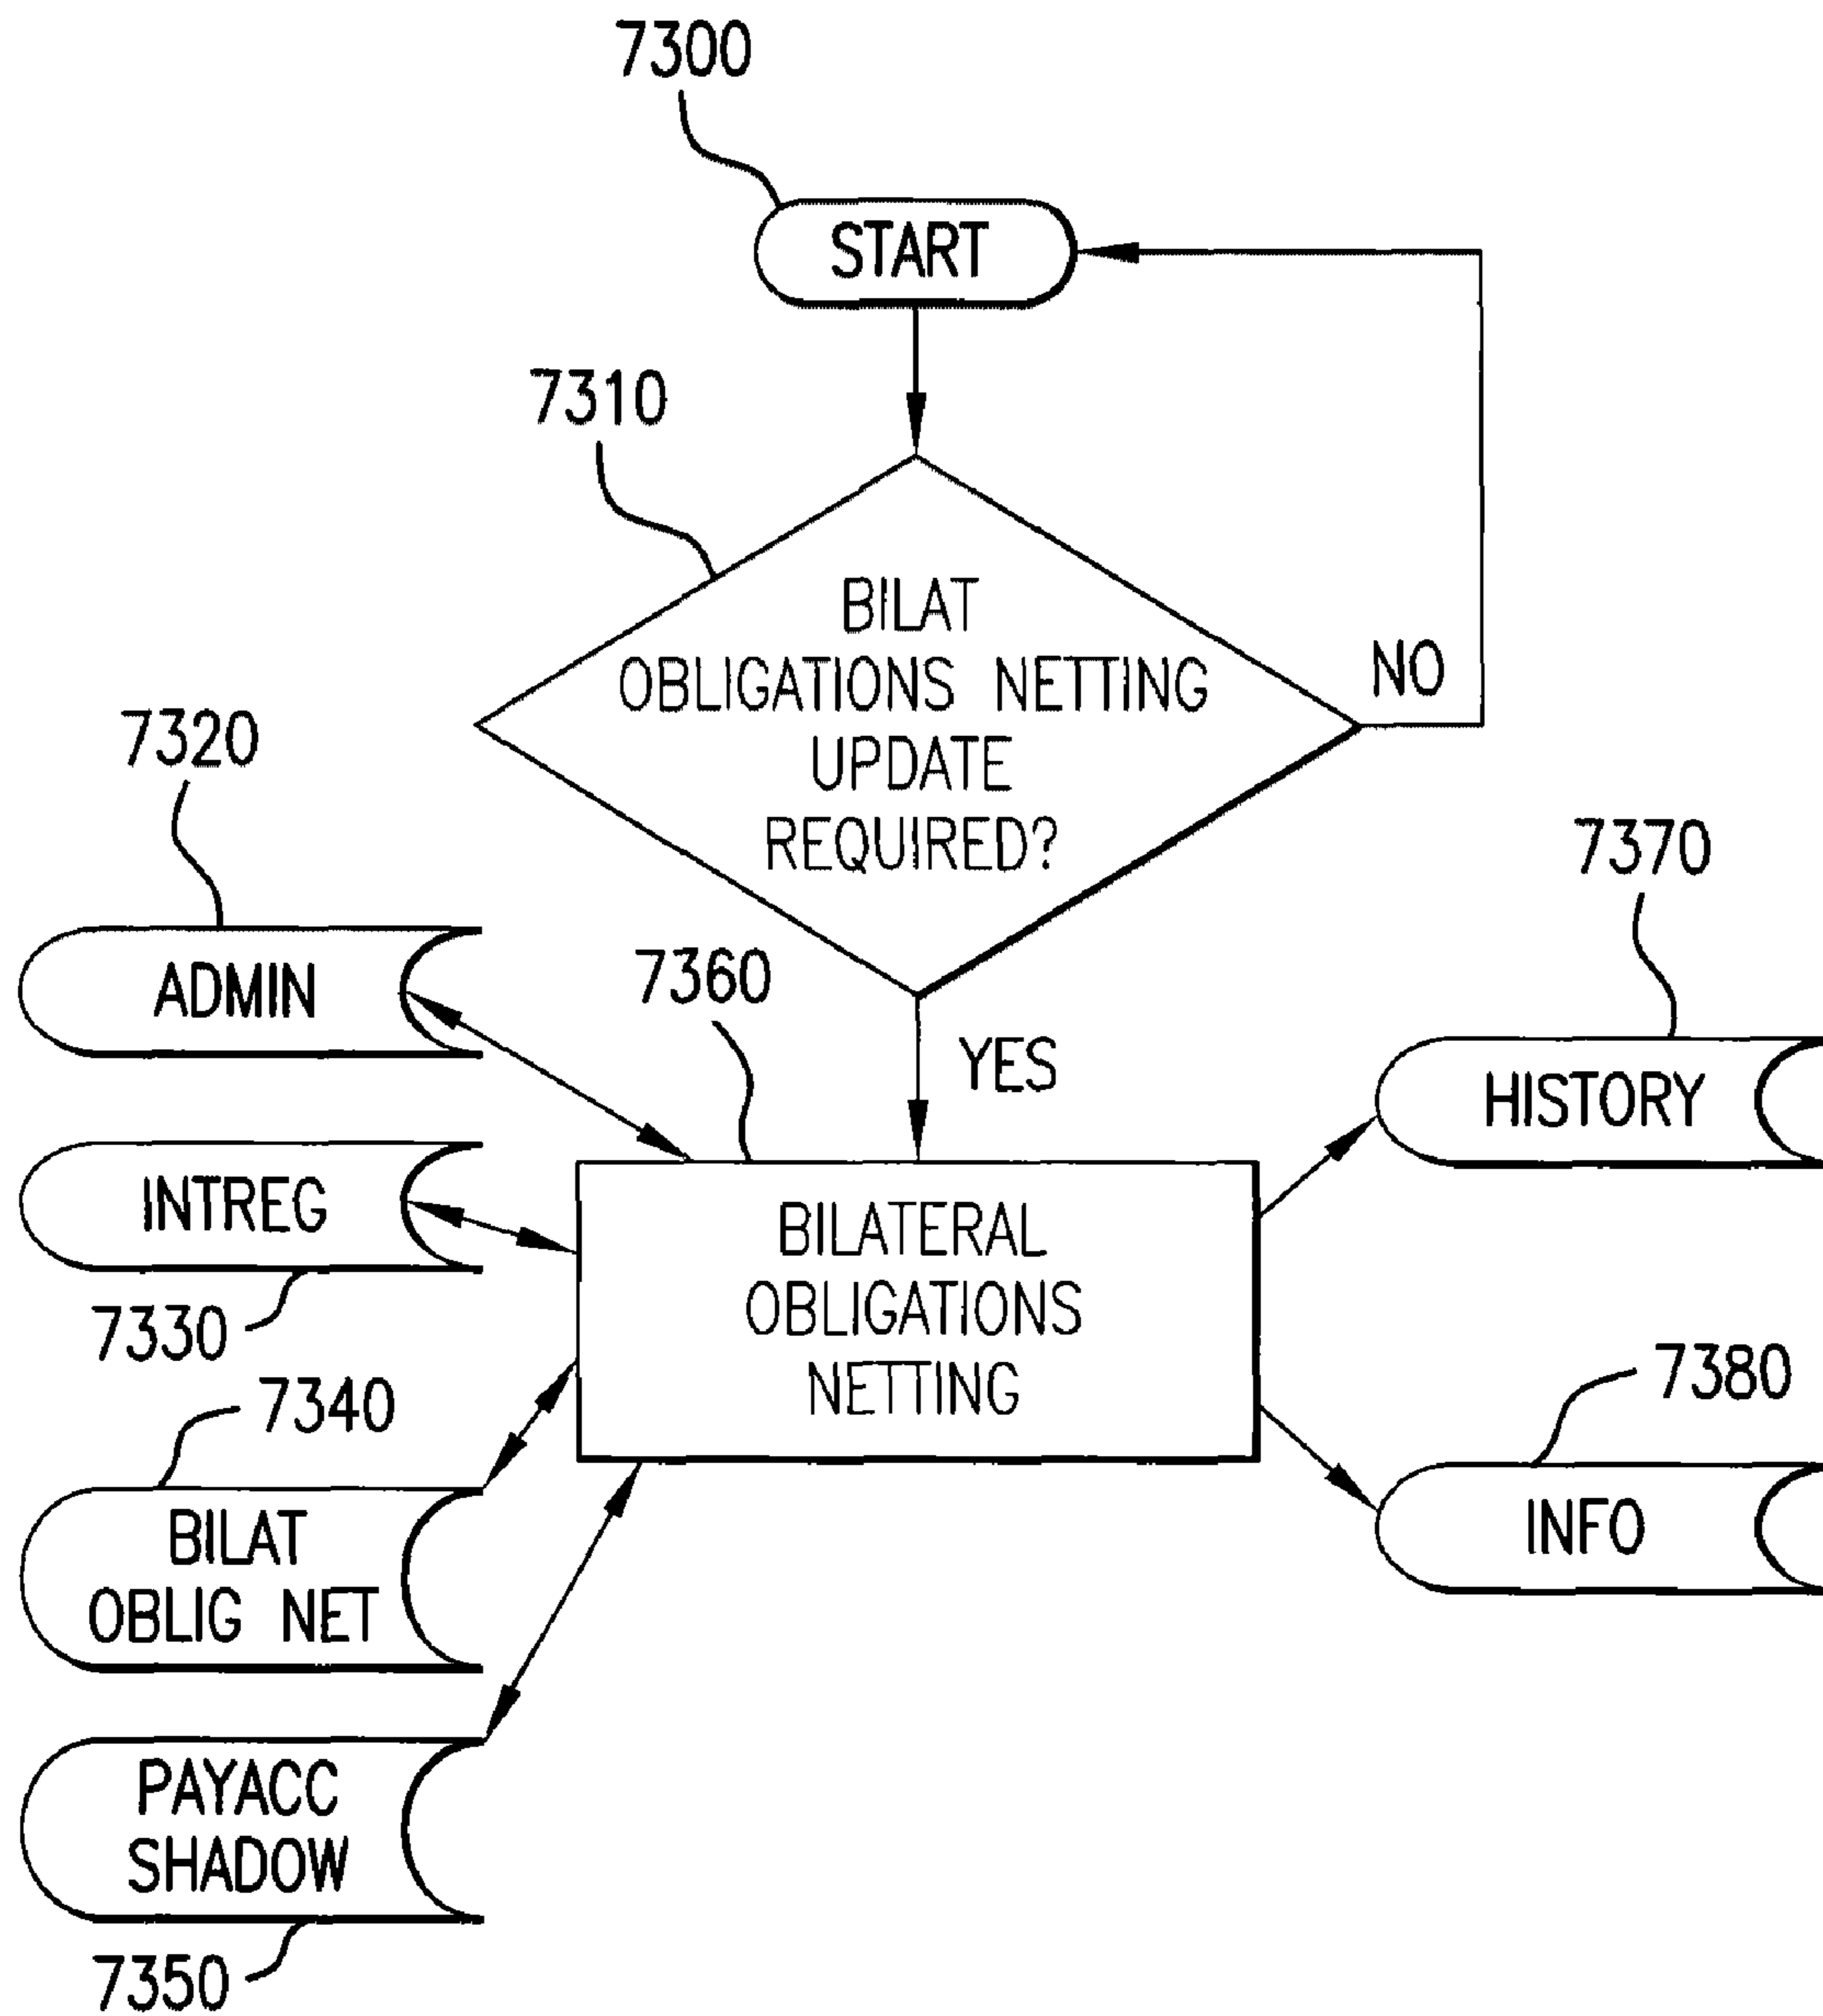 7300
START
7310
BILAT
OBLIGATIONS NETTING
UPDATE
REQUIRED?
NO
7320
ADMIN
7360
YES
7370
HISTORY
INTREG
7330
BILATERAL
OBLIGATIONS
NETTING
7340
BILAT
OBLIG NET
7380
INFO
PAYACC
SHADOW
7350